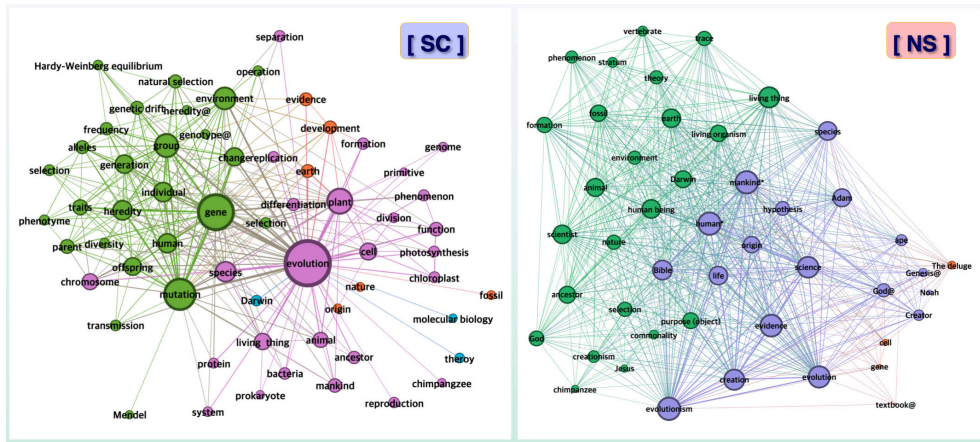 [ SC ]
separation
Hardy-Weinberg equilibrium
operation
natural selection
environment
evidence
genetic drift
heredity@
development
frequency
genotype@
formation
alleles
group
genome
changereplication
selection
generation
earth
primitive
individual
differentiation
plant
phenomenon
traits
heredity
gene
division
phenotyme
selection
function
parent
diversity
human
cell
photosynthesis
evolution
offspring
species
chloroplast
chromosome
mutation
nature
Darwin
fossil
origin
molecular biology
transmission
living thing
animal
ancestor
theroy
protein
bacteria
mankind
chimpangzee
prokaryote
reproduction
system
Mendel
[ NS ]
vertebrate
trace
phenomenon
stratum
theory
living thing
fossil
earth
formation
living organism
species
environment
Darwin
mankind*
animal
Adam
human being
hypothesis
human*
scientist
nature
origin
ape
Bible
life
science
The deluge
Genesis@
ancestor
God@
Noah
selection
purpose (object)
Creator
evidence
God
commonality
cell
creationism
Jesus
gene
creation
evolution
chimpanzee
textbook@
evolutionism